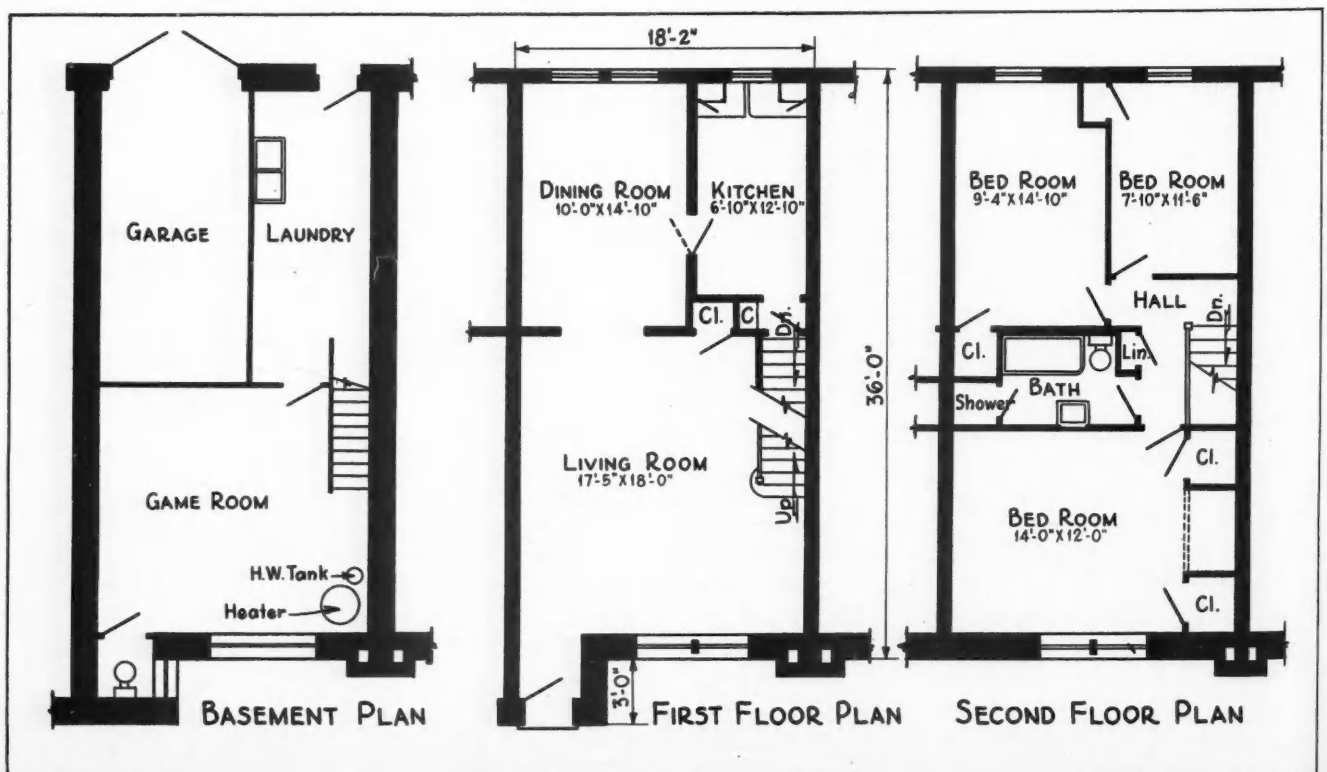 GARAGE
LAUNDRY
GAME ROOM
H.W. Tank
Heater
BASEMENT PLAN
18'-2"
DINING ROOM
10'-0"X14'-10"
KITCHEN
6'-10"X12'-10"
Cl.
C
Dn.
36'-0"
LIVING ROOM
17'-5"X18'-0"
Up
3'-0"
FIRST FLOOR PLAN
BED ROOM
9'-4"X14'-10"
BED ROOM
7'-10"X11'-6"
HALL
Dn.
Cl.
Lin.
BATH
Shower
Cl.
BED ROOM
14'-0"X12'-0"
Cl.
SECOND FLOOR PLAN